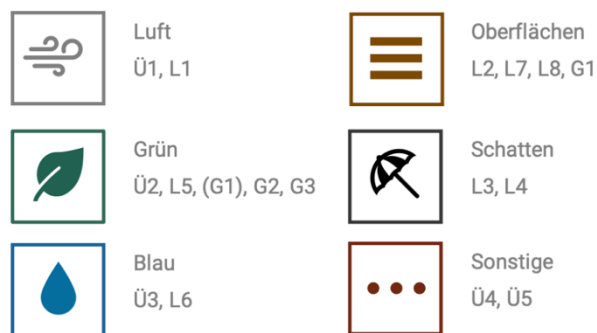 Luft
Ü1, L1
Oberflächen
L2, L7, L8, G1
Grün
Ü2, L5, (G1), G2, G3
Schatten
L3, L4
Blau
Ü3, L6
Sonstige
Ü4, Ü5